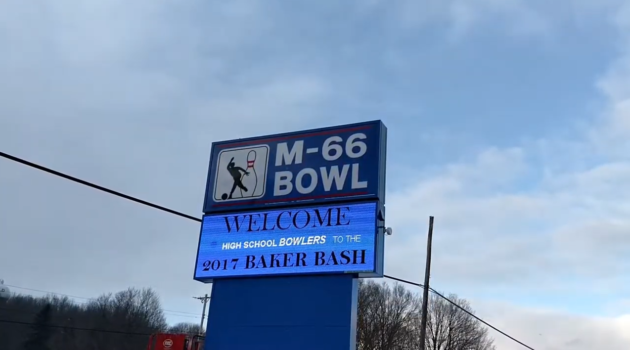 M-66
BOWL
WELCOME
HIGH SCHOOL BOWLERS TO THE
2017 BAKER BASH